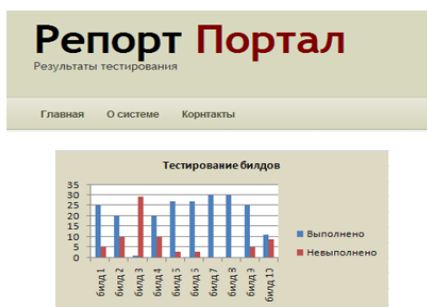 Репорт Портал
Результаты тестирования
Главная О системе Корнтакты
Тестирование билдов
35
30
25
20
15
10
5
0
Выполнено
Невыполнено
билд 1 билд 2 билд 3 билд 4 билд 5 билд 6 билд 7 билд 8 билд 9 билд 10